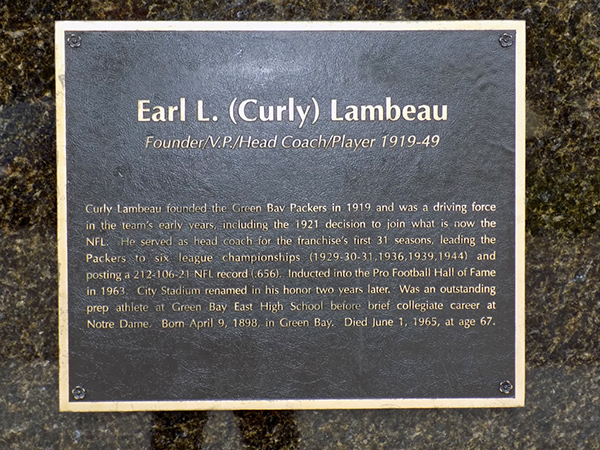 Earl L. (Curly) Lambeau
Founder/V.P./Head Coach/Player 1919-49
Curly Lambeau founded the Green Bay Packers in 1919 and was a driving force
in the team's early years, including the 1921 decision to join what is now the
NFL. He served as head coach for the franchise's first 31 seasons, leading the
Packers to six league championships (1929-30-31,1936,1939,1944) and
posting a 212-106-21 NFL record (.656). Inducted into the Pro Football Hall of Fame
in 1963. City Stadium renamed in his honor two years later. Was an outstanding
prep athlete at Green Bay East High School before brief collegiate career at
Notre Dame. Born April 9, 1898, in Green Bay. Died June 1, 1965, at age 67.